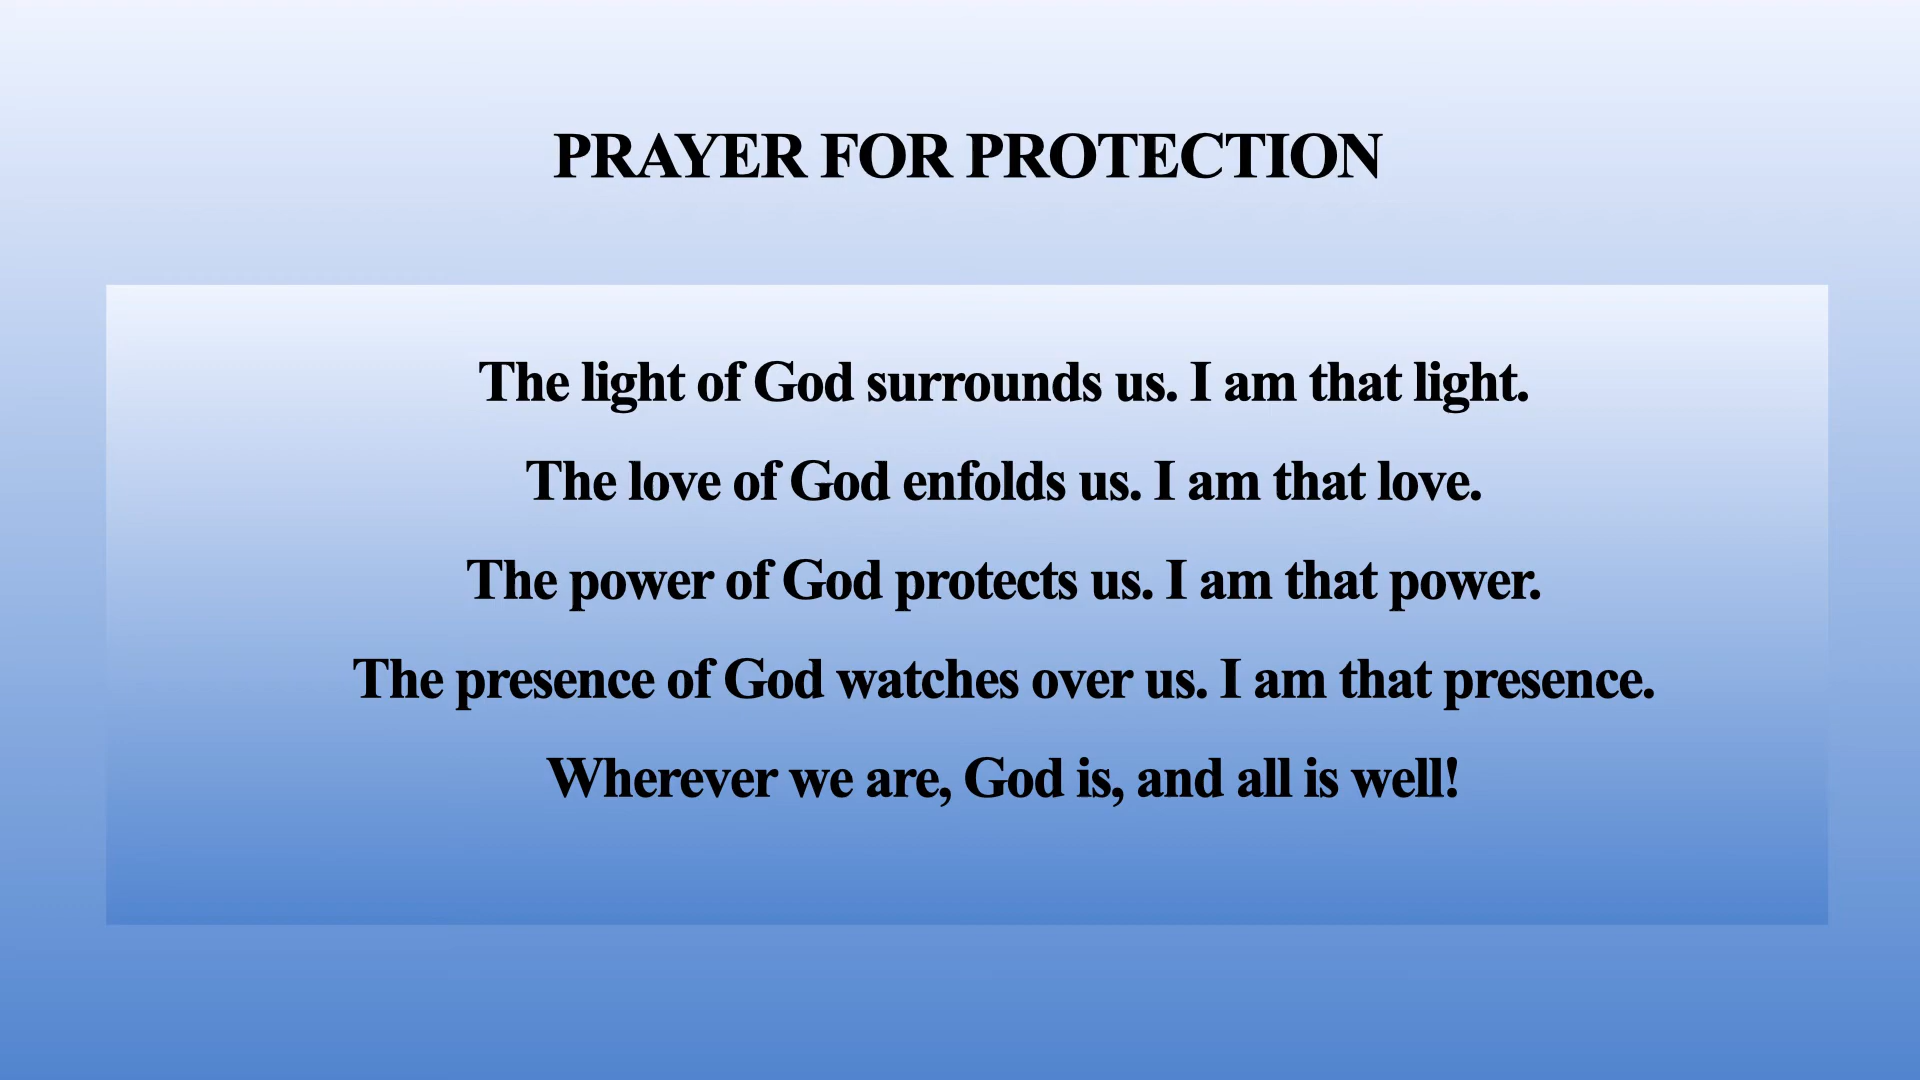 PRAYER FOR PROTECTION
The light of God surrounds us. I am that light.
The love of God enfolds us. I am that love.
The power of God protects us. I am that power.
The presence of God watches over us. I am that presence.
Wherever we are, God is, and all is well!